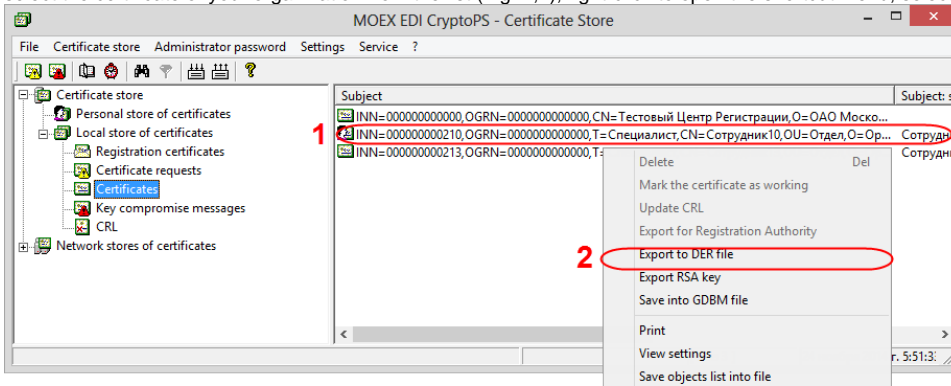 MOEX EDI CryptoPS - Certificate Store
File Certificate store Administrator password Settings Service ?
Certificate store
Personal store of certificates
Local store of certificates
Registration certificates
Certificate requests
Certificates
Key compromise messages
CRL
Network stores of certificates
Subject Subject:
INN=000000000000,OGRN=0000000000000,CN=Тестовый Центр Регистрации,O=ОАО Моско...
1
INN=000000000210,OGRN=0000000000000,T=Специалист,CN=Сотрудник10,OU=Отдел,O=Ор... Сотрудн
INN=000000000213,OGRN=0000000000000,T= Сотрудн
Delete Del
Mark the certificate as working
Update CRL
Export for Registration Authority
2
Export to DER file
Export RSA key
Save into GDBM file
Print
View settings
Save objects list into file
г. 5:51:3